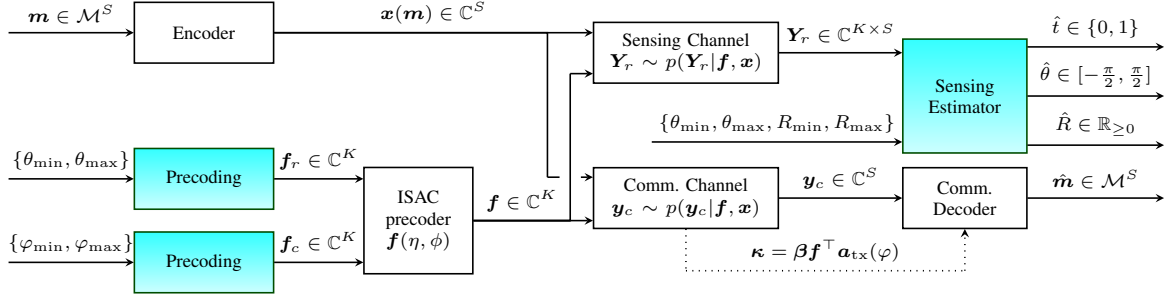 𝒎 ∈ ℳ^S
Encoder
𝒙(𝒎) ∈ ℂ^S
Sensing Channel
𝒀_r ∼ p(𝒀_r|𝒇, 𝒙)
𝒀_r ∈ ℂ^{K×S}
{θ_min, θ_max, R_min, R_max}
Sensing
Estimator
t̂ ∈ {0, 1}
θ̂ ∈ [−π/2, π/2]
R̂ ∈ ℝ_{≥0}
{θ_min, θ_max}
Precoding
𝒇_r ∈ ℂ^K
{φ_min, φ_max}
Precoding
𝒇_c ∈ ℂ^K
ISAC
precoder
𝒇(η, ϕ)
𝒇 ∈ ℂ^K
Comm. Channel
𝒚_c ∼ p(𝒚_c|𝒇, 𝒙)
𝒚_c ∈ ℂ^S
Comm.
Decoder
𝒎̂ ∈ ℳ^S
𝜿 = 𝜷𝒇^⊤𝒂_tx(φ)